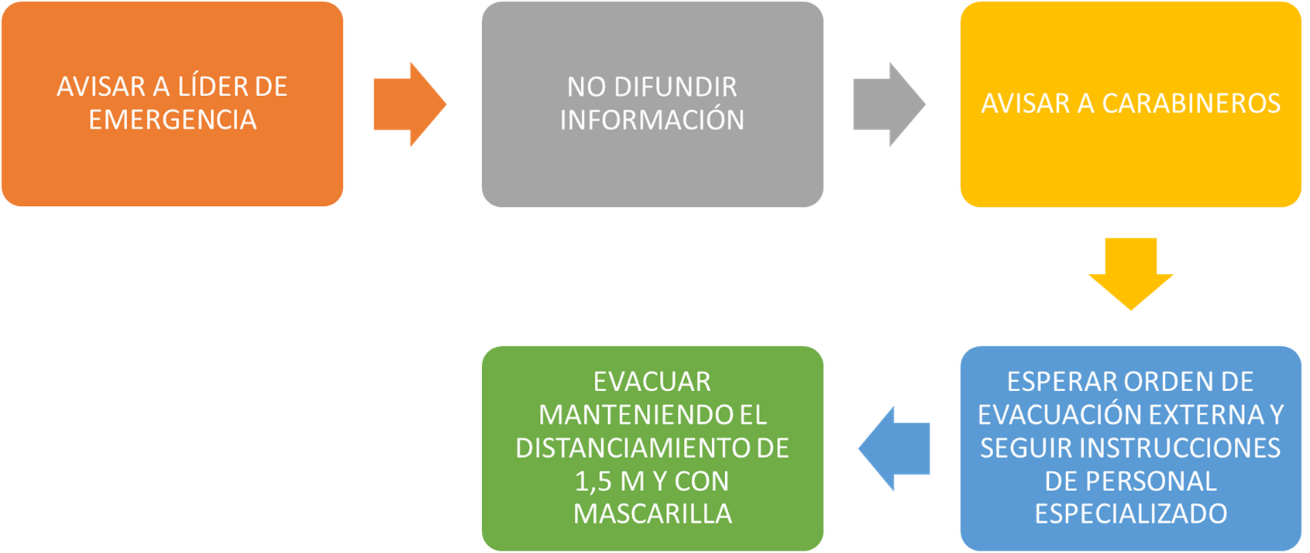 AVISAR A LÍDER DE
EMERGENCIA
NO DIFUNDIR
INFORMACIÓN
AVISAR A CARABINEROS
ESPERAR ORDEN DE
EVACUACIÓN EXTERNA Y
SEGUIR INSTRUCCIONES
DE PERSONAL
ESPECIALIZADO
EVACUAR
MANTENIENDO EL
DISTANCIAMIENTO DE
1,5 M Y CON
MASCARILLA